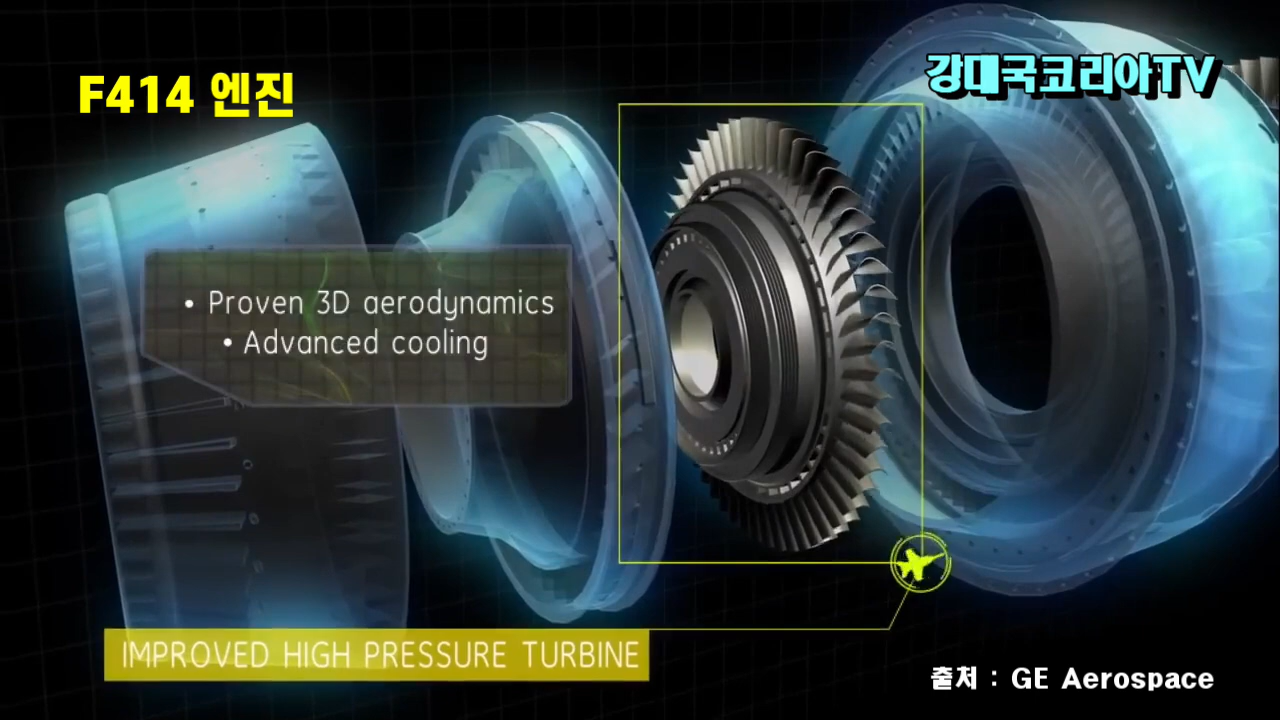 F414 엔진
강대국코리아TV
• Proven 3D aerodynamics
• Advanced cooling
IMPROVED HIGH PRESSURE TURBINE
출처 : GE Aerospace